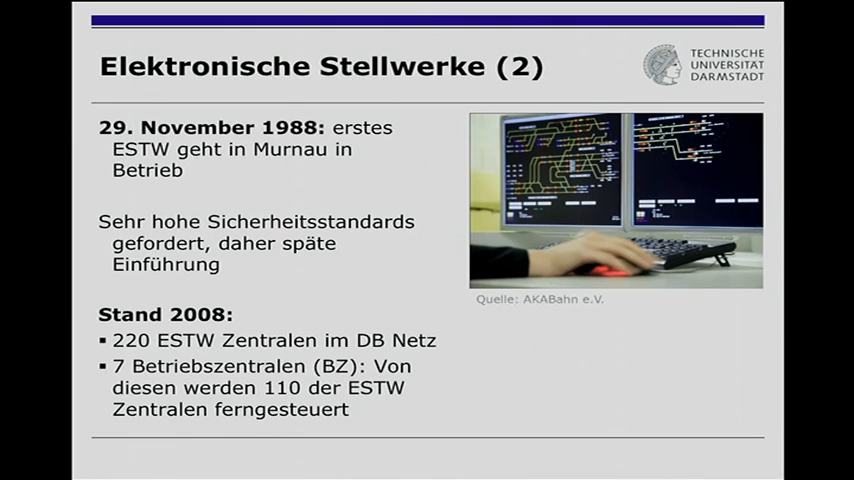 Elektronische Stellwerke (2)
TECHNISCHE
UNIVERSITÄT
DARMSTADT
29. November 1988: erstes
ESTW geht in Murnau in
Betrieb
Sehr hohe Sicherheitsstandards
gefordert, daher späte
Einführung
Stand 2008:
▪ 220 ESTW Zentralen im DB Netz
▪ 7 Betriebszentralen (BZ): Von
diesen werden 110 der ESTW
Zentralen ferngesteuert
Quelle: AKABahn e.V.